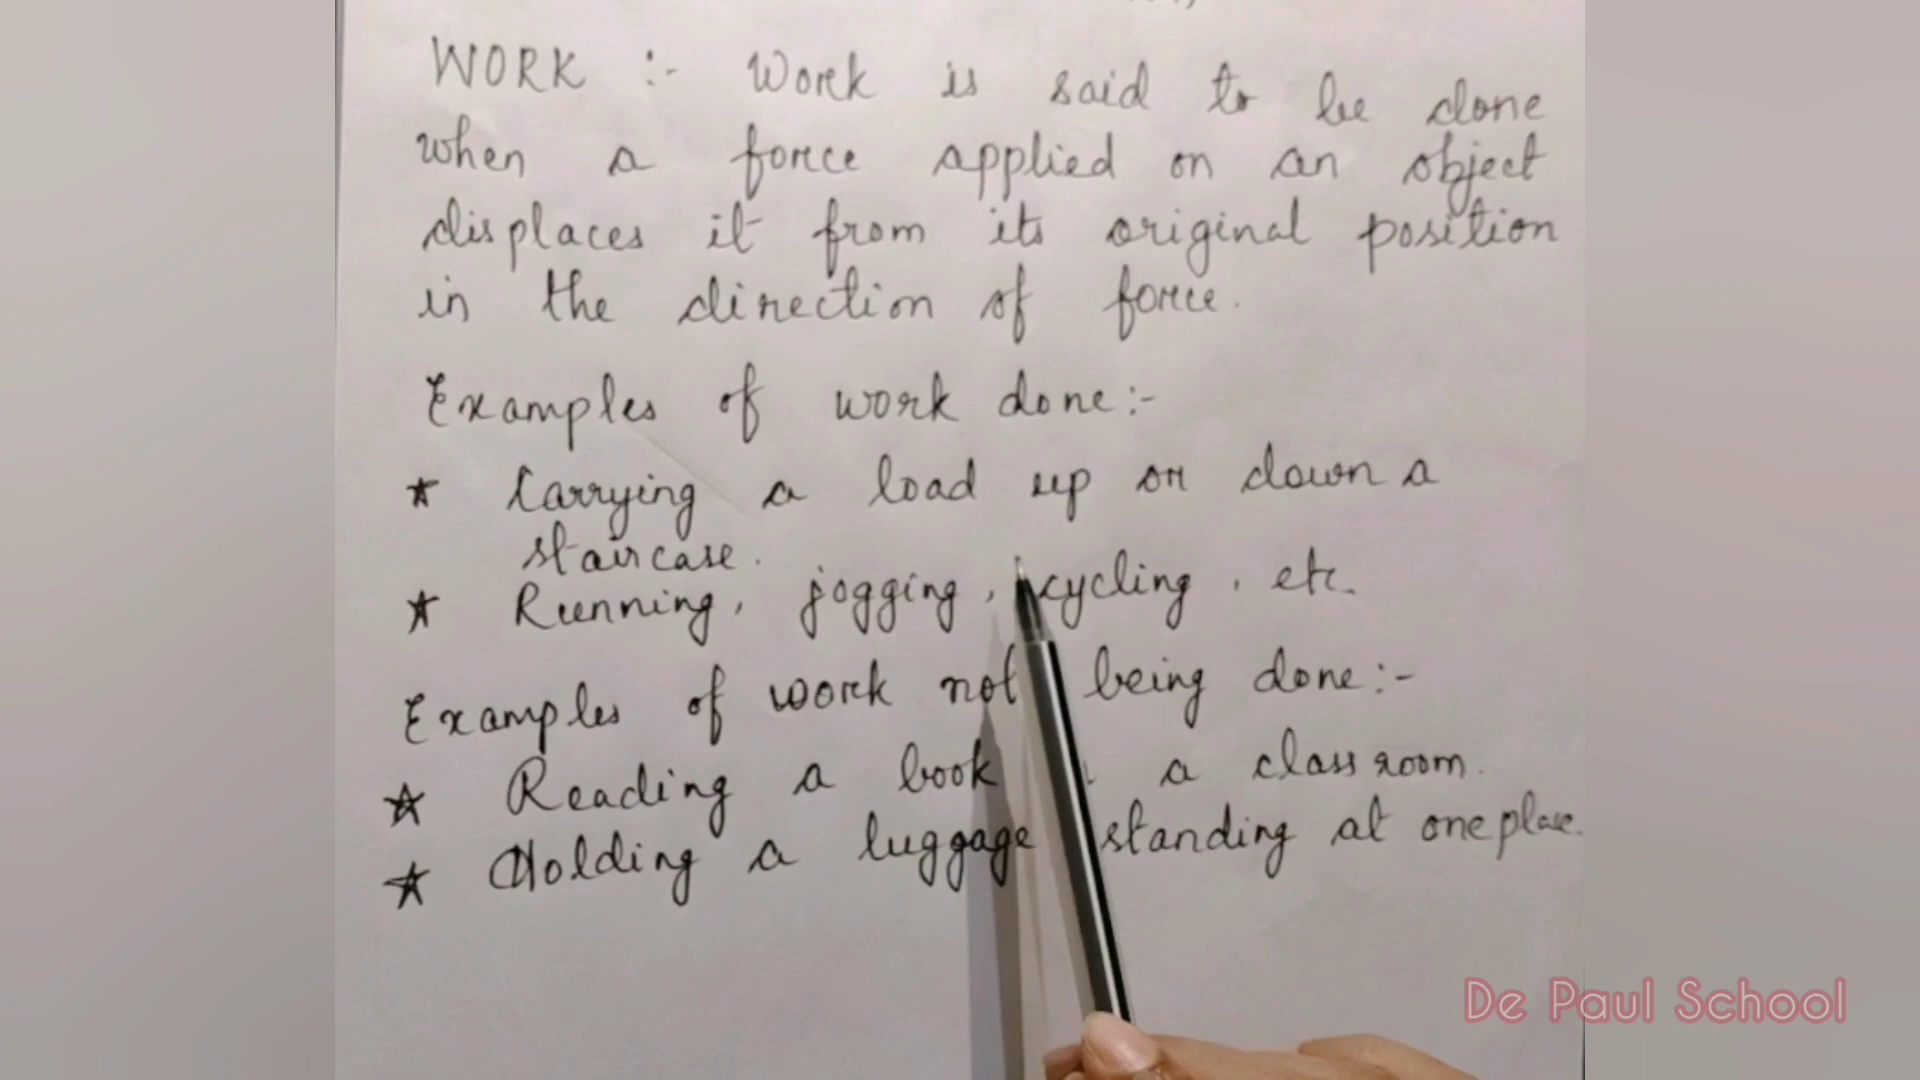 WORK :- Work is said to be done
when a force applied on an object
displaces it from its original position
in the direction of force.
Examples of work done:-
★ Carrying a load up or down a
staircase.
★ Running, jogging, cycling, etc.
Examples of work not being done:-
★ Reading a book a classroom.
★ Holding a luggage standing at one place.
De Paul School